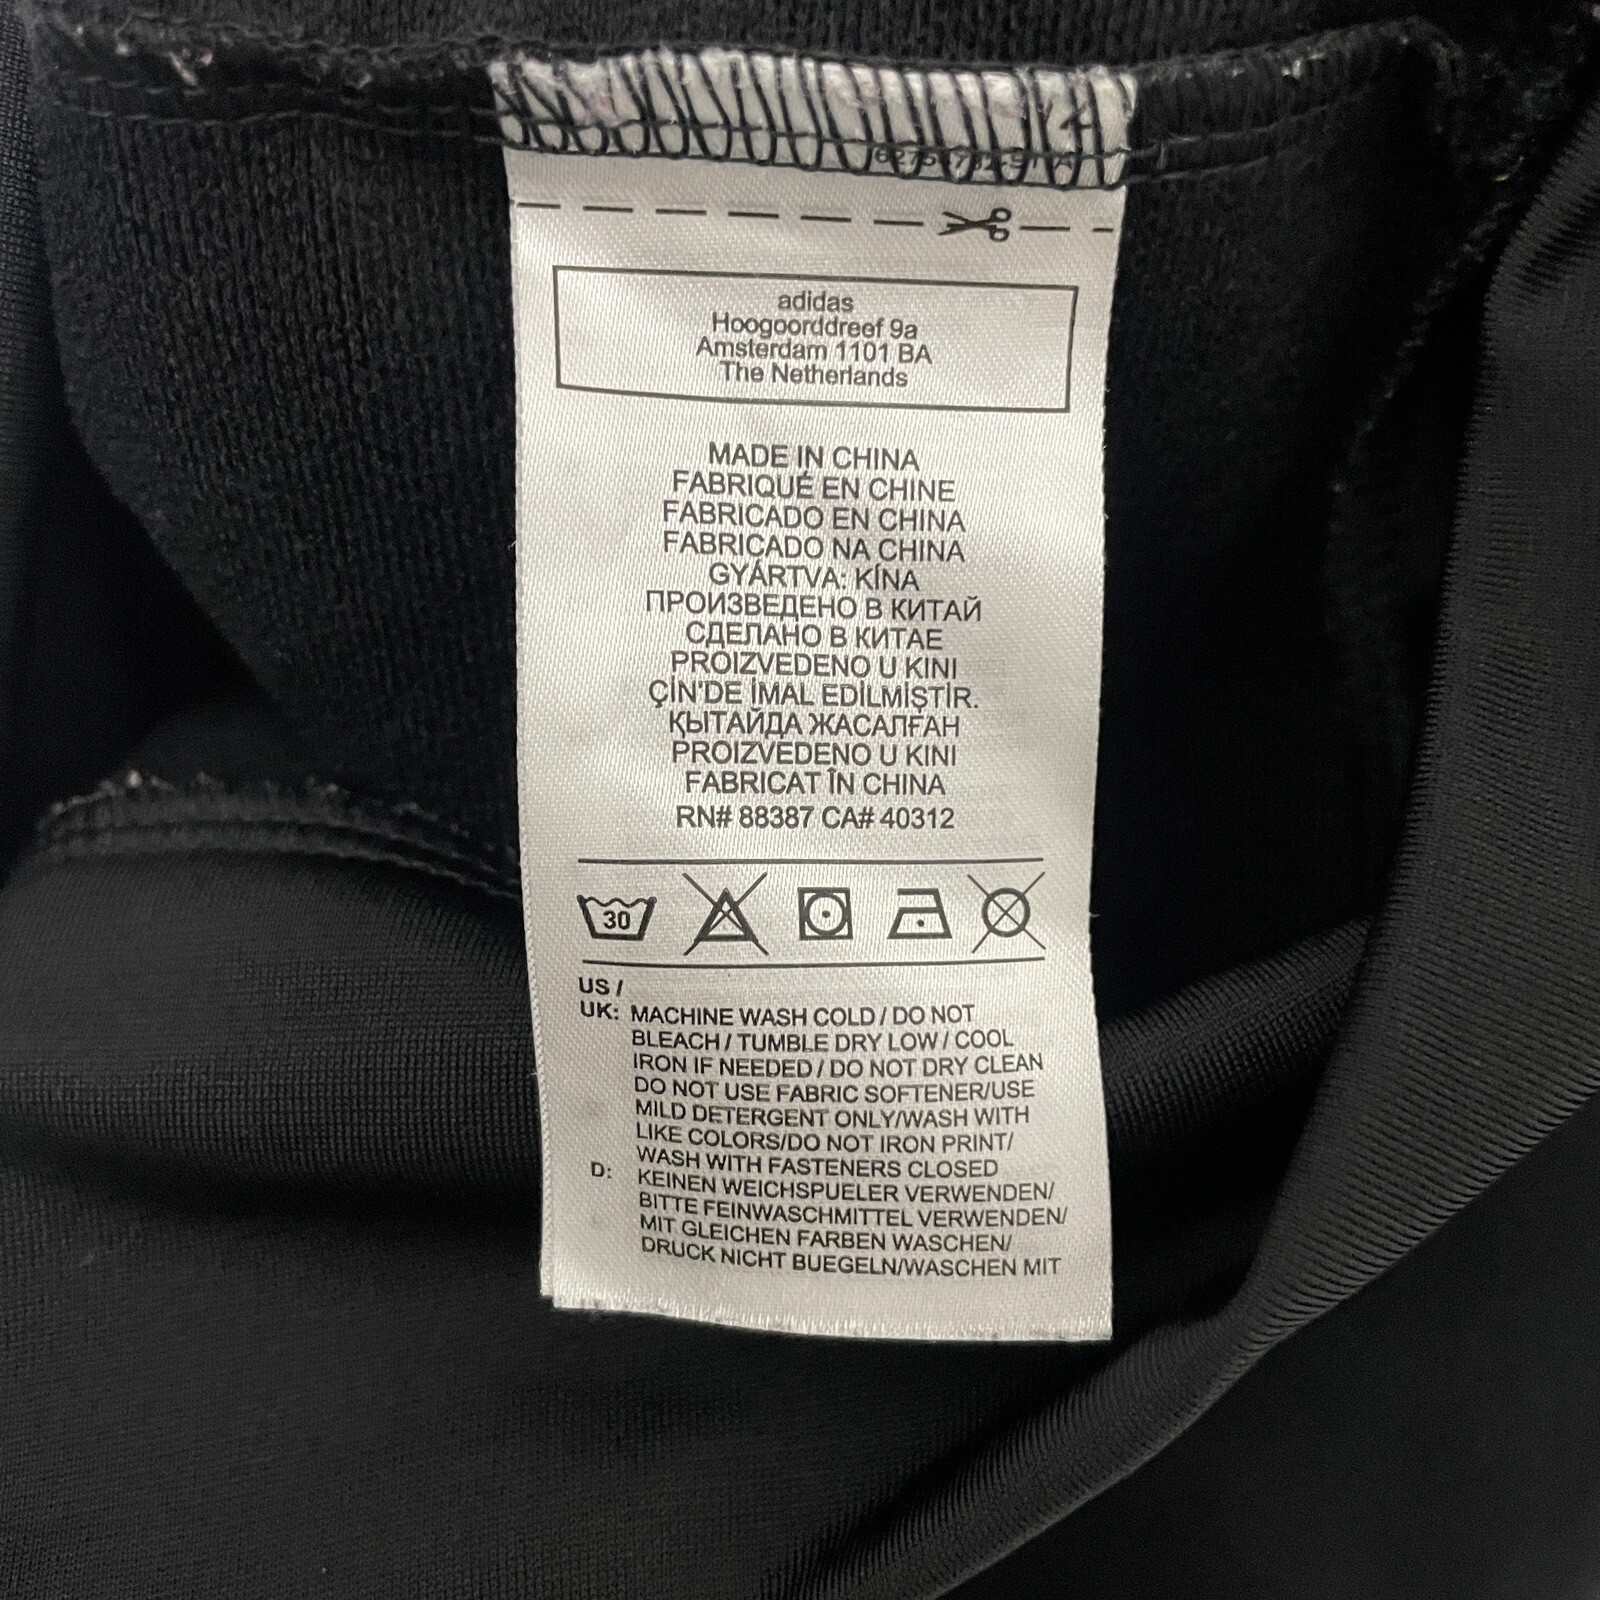 adidas
Hoogoorddreef 9a
Amsterdam 1101 BA
The Netherlands
MADE IN CHINA
FABRIQUÉ EN CHINE
FABRICADO EN CHINA
FABRICADO NA CHINA
GYÁRTVA: KÍNA
ПРОИЗВЕДЕНО В КИТАЙ
СДЕЛАНО В КИТАЕ
PROIZVEDENO U KINI
ÇİN'DE İMAL EDİLMİŞTİR.
ҚЫТАЙДА ЖАСАЛҒАН
PROIZVEDENO U KINI
FABRICAT ÎN CHINA
RN# 88387 CA# 40312
30
US /
UK: MACHINE WASH COLD / DO NOT
BLEACH / TUMBLE DRY LOW / COOL
IRON IF NEEDED / DO NOT DRY CLEAN
DO NOT USE FABRIC SOFTENER/USE
MILD DETERGENT ONLY/WASH WITH
LIKE COLORS/DO NOT IRON PRINT/
WASH WITH FASTENERS CLOSED
D: KEINEN WEICHSPUELER VERWENDEN/
BITTE FEINWASCHMITTEL VERWENDEN/
MIT GLEICHEN FARBEN WASCHEN/
DRUCK NICHT BUEGELN/WASCHEN MIT